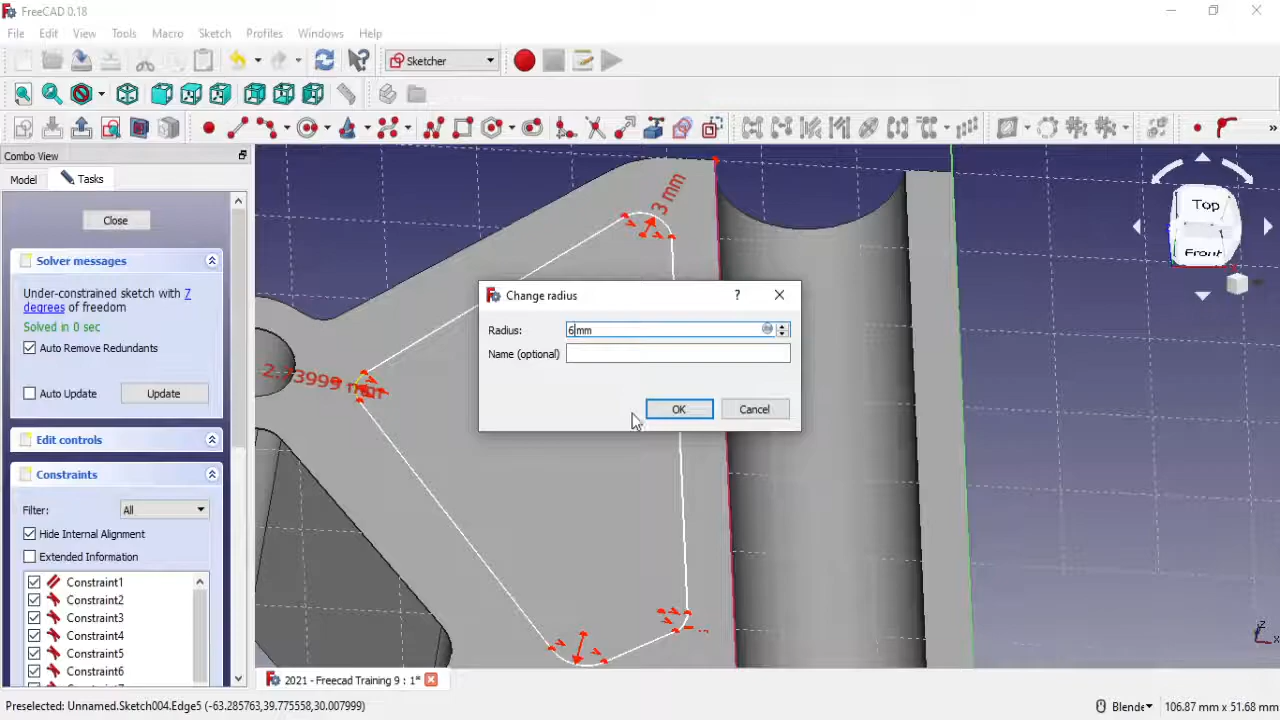 FreeCAD 0.18
File Edit View Tools Macro Sketch Profiles Windows Help
Sketcher
»
Combo View
Model Tasks
Close
Solver messages
Under-constrained sketch with 7
degrees of freedom
Solved in 0 sec
Auto Remove Redundants
Auto Update Update
Edit controls
Constraints
Filter: All
Hide Internal Alignment
Extended Information
Constraint1
Constraint2
Constraint3
Constraint4
Constraint5
Constraint6
3 mm
Top
Front
Change radius ? 
Radius: 6 mm
Name (optional)
OK Cancel
2021 - Freecad Training 9 : 1*
Preselected: Unnamed.Sketch004.Edge5 (-63.285763,39.775558,30.007999)
Blende 106.87 mm x 51.68 mm